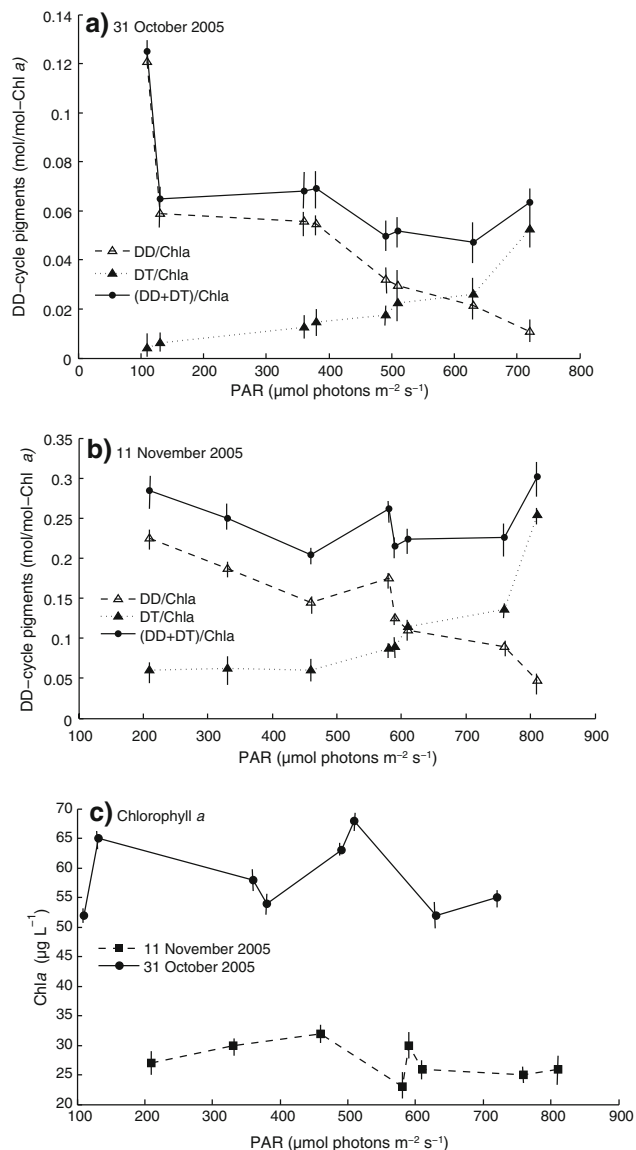 a) 31 October 2005
DD–cycle pigments (mol/mol–Chl a)
0.14
0.12
0.1
0.08
0.06
0.04
0.02
0
DD/Chla
DT/Chla
(DD+DT)/Chla
0 100 200 300 400 500 600 700 800
PAR (µmol photons m⁻² s⁻¹)
b) 11 November 2005
DD–cycle pigments (mol/mol–Chl a)
0.35
0.3
0.25
0.2
0.15
0.1
0.05
0
DD/Chla
DT/Chla
(DD+DT)/Chla
100 200 300 400 500 600 700 800 900
PAR (µmol photons m⁻² s⁻¹)
c) Chlorophyll a
Chla (µg L⁻¹)
70
65
60
55
50
45
40
35
30
25
20
11 November 2005
31 October 2005
100 200 300 400 500 600 700 800 900
PAR (µmol photons m⁻² s⁻¹)